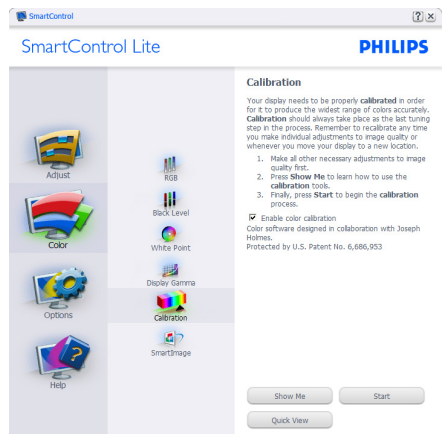 SmartControl
SmartControl Lite
PHILIPS
Adjust
Color
Options
Help
RGB
Black Level
White Point
Display Gamma
Calibration
SmartImage
Calibration
Your display needs to be properly calibrated in order
for it to produce the widest range of colors accurately.
Calibration should always take place as the last tuning
step in the process. Remember to recalibrate any time
you make individual adjustments to image quality or
whenever you move your display to a new location.
1. Make all other necessary adjustments to image
quality first.
2. Press Show Me to learn how to use the
calibration tools.
3. Finally, press Start to begin the calibration
process.
Enable color calibration
Color software designed in collaboration with Joseph
Holmes.
Protected by U.S. Patent No. 6,686,953
Show Me
Start
Quick View